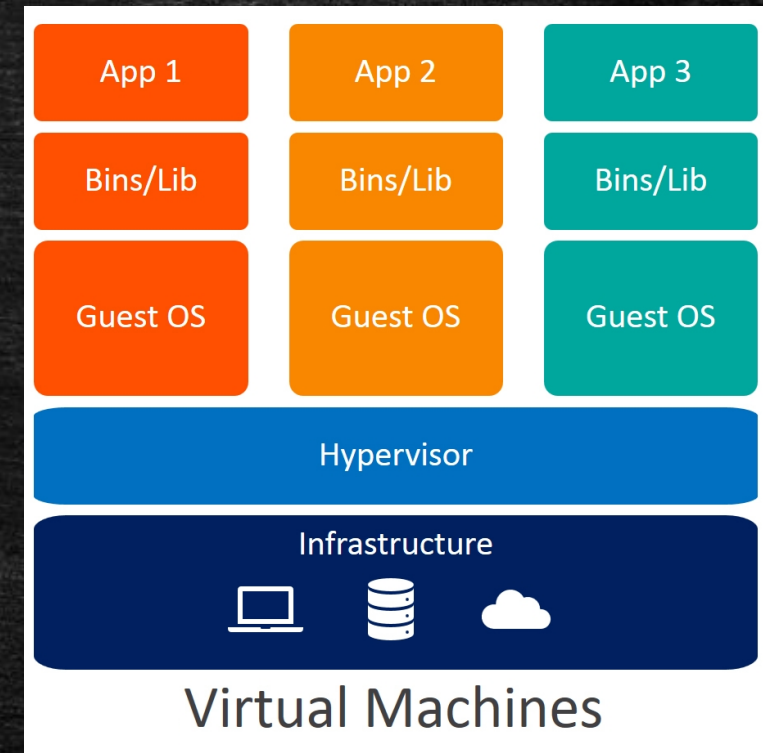 App 1 App 2 App 3
Bins/Lib Bins/Lib Bins/Lib
Guest OS Guest OS Guest OS
Hypervisor
Infrastructure
Virtual Machines